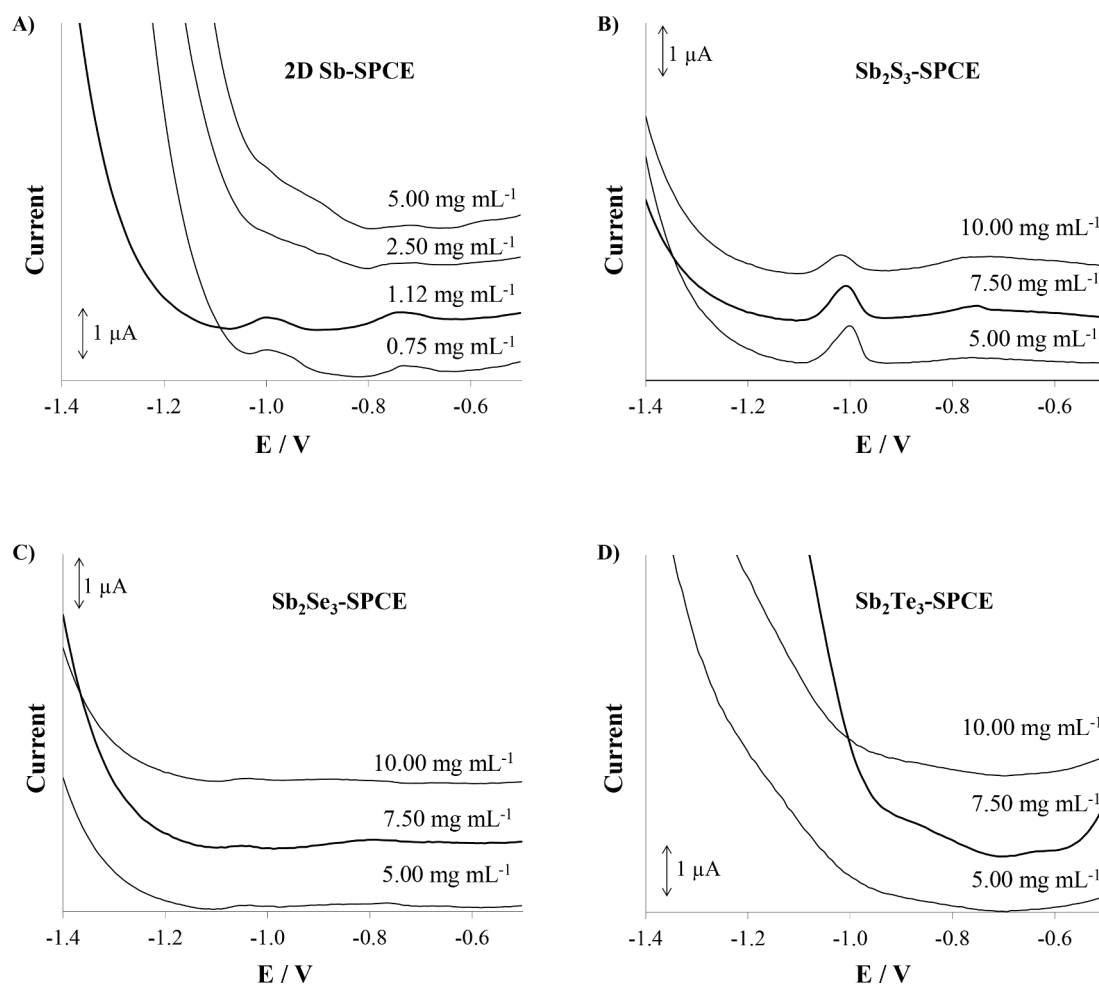 A)
2D Sb-SPCE
5.00 mg mL⁻¹
2.50 mg mL⁻¹
1.12 mg mL⁻¹
0.75 mg mL⁻¹
1 µA
Current
-1.4 -1.2 -1.0 -0.8 -0.6
E / V
B)
1 µA
Sb₂S₃-SPCE
10.00 mg mL⁻¹
7.50 mg mL⁻¹
5.00 mg mL⁻¹
Current
-1.4 -1.2 -1.0 -0.8 -0.6
E / V
C)
1 µA
Sb₂Se₃-SPCE
10.00 mg mL⁻¹
7.50 mg mL⁻¹
5.00 mg mL⁻¹
Current
-1.4 -1.2 -1.0 -0.8 -0.6
E / V
D)
Sb₂Te₃-SPCE
10.00 mg mL⁻¹
7.50 mg mL⁻¹
5.00 mg mL⁻¹
1 µA
Current
-1.4 -1.2 -1.0 -0.8 -0.6
E / V